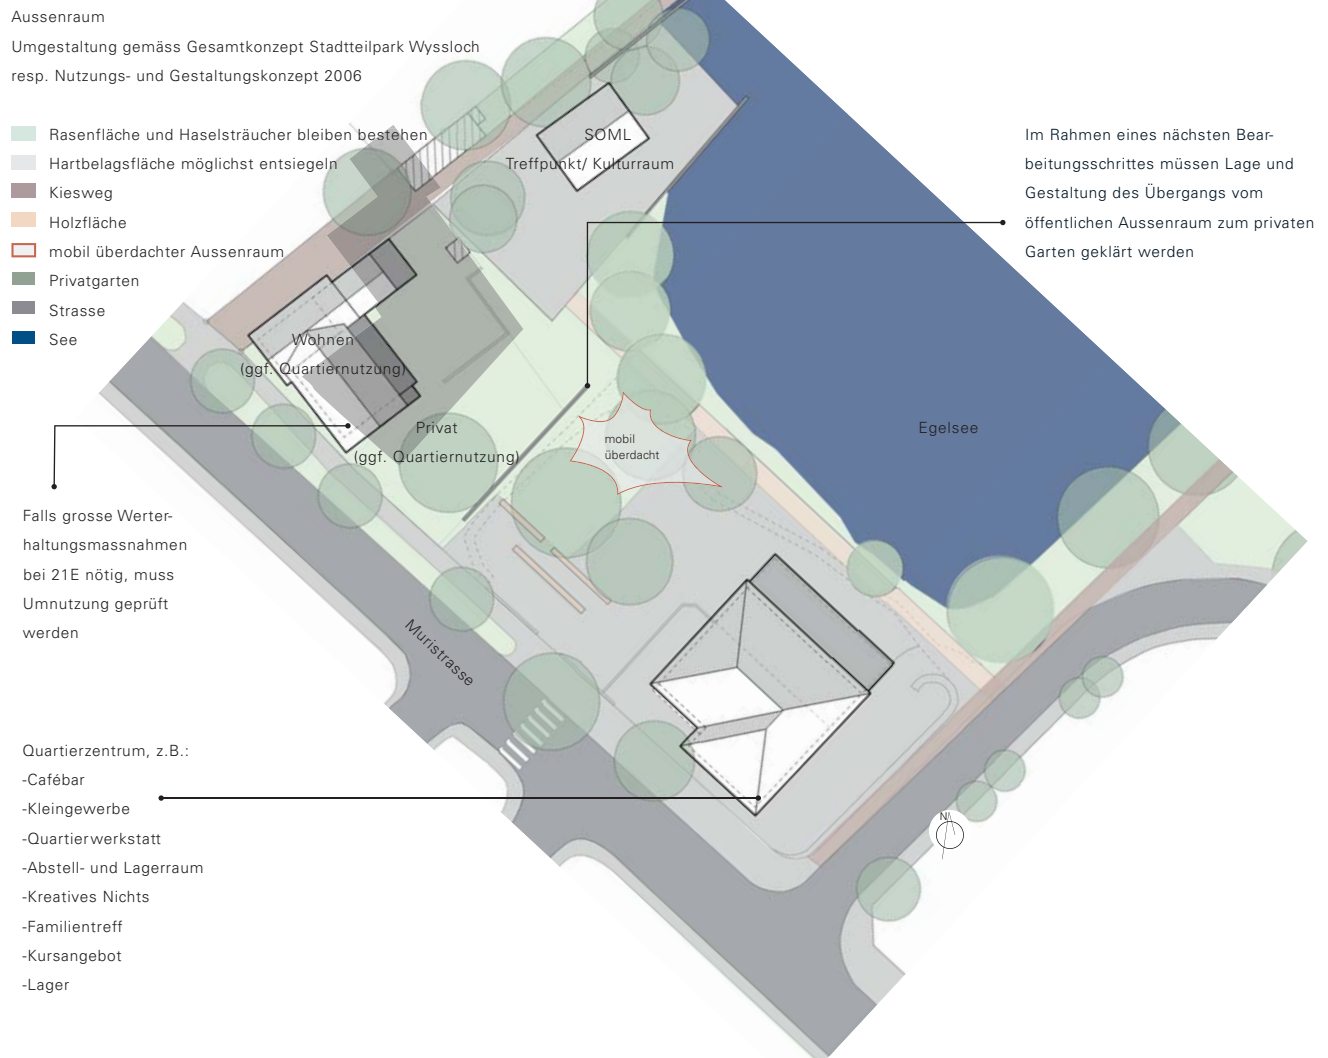 Aussenraum
Umgestaltung gemäss Gesamtkonzept Stadtteilpark Wyssloch
resp. Nutzungs- und Gestaltungskonzept 2006
Rasenfläche und Haselsträucher bleiben bestehen
Hartbelagsfläche möglichst entsiegeln
Kiesweg
Holzfläche
mobil überdachter Aussenraum
Privatgarten
Strasse
See
SOML
Treffpunkt/ Kulturraum
Im Rahmen eines nächsten Bear-
beitungsschrittes müssen Lage und
Gestaltung des Übergangs vom
öffentlichen Aussenraum zum privaten
Garten geklärt werden
Wohnen
(ggf. Quartiernutzung)
Privat
(ggf. Quartiernutzung)
mobil
überdacht
Egelsee
Falls grosse Werter-
haltungsmassnahmen
bei 21E nötig, muss
Umnutzung geprüft
werden
Muristrasse
Quartierzentrum, z.B.:
-Cafébar
-Kleingewerbe
-Quartierwerkstatt
-Abstell- und Lagerraum
-Kreatives Nichts
-Familientreff
-Kursangebot
-Lager
N